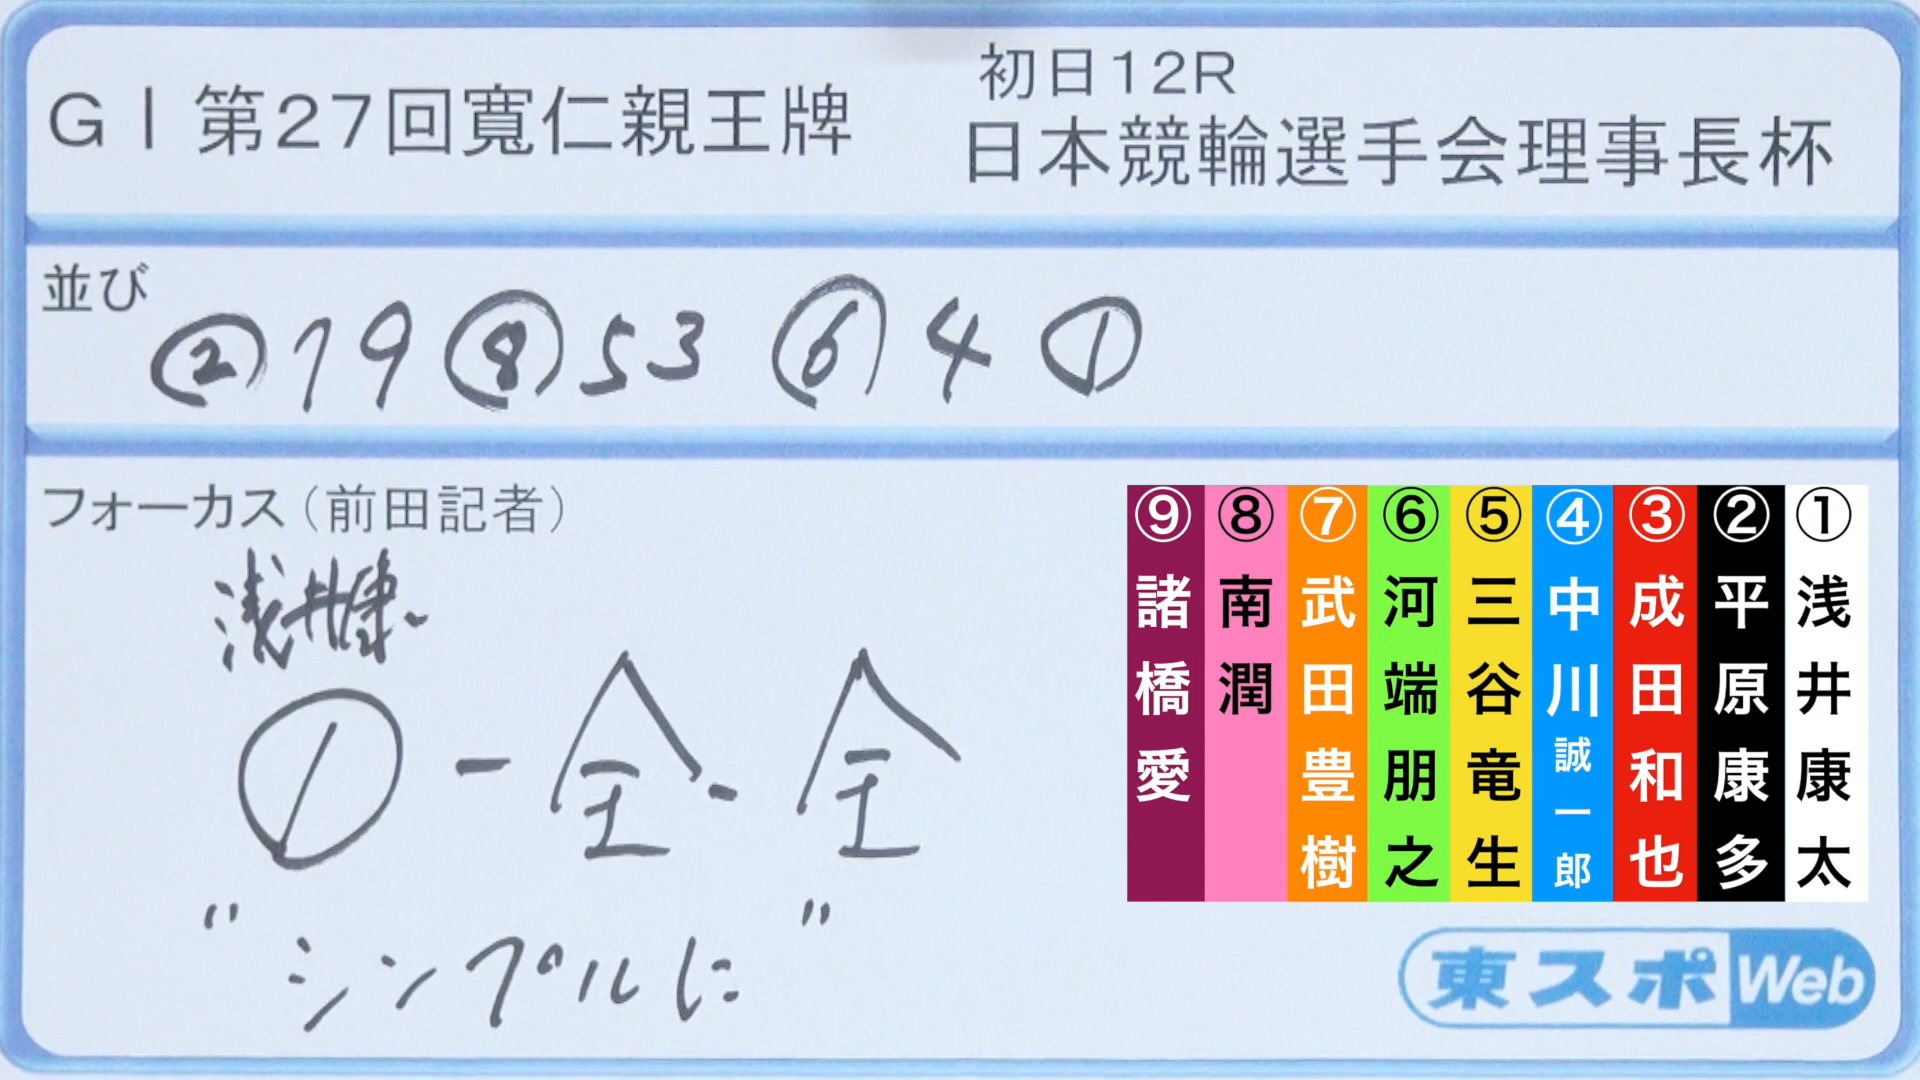 GⅠ第27回寛仁親王牌
初日12R
日本競輪選手会理事長杯
並び
②79⑧53 ⑥4①
フォーカス(前田記者)
浅井康へ
①-全-全
"シンプルに"
①浅井康太
②平原康多
③成田和也
④中川誠一郎
⑤三谷竜生
⑥河端朋之
⑦武田豊樹
⑧南潤
⑨諸橋愛
東スポWeb